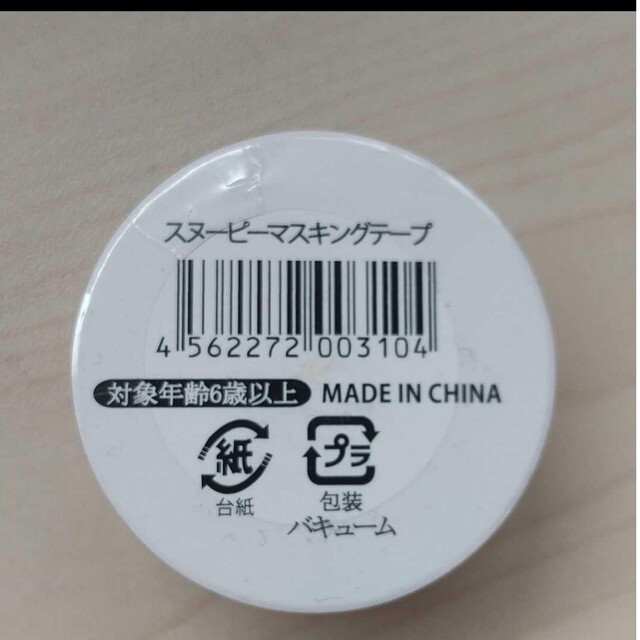 スヌーピーマスキングテープ
4 562272 003104
対象年齢6歳以上 MADE IN CHINA
紙 プラ
台紙 包装
バキューム